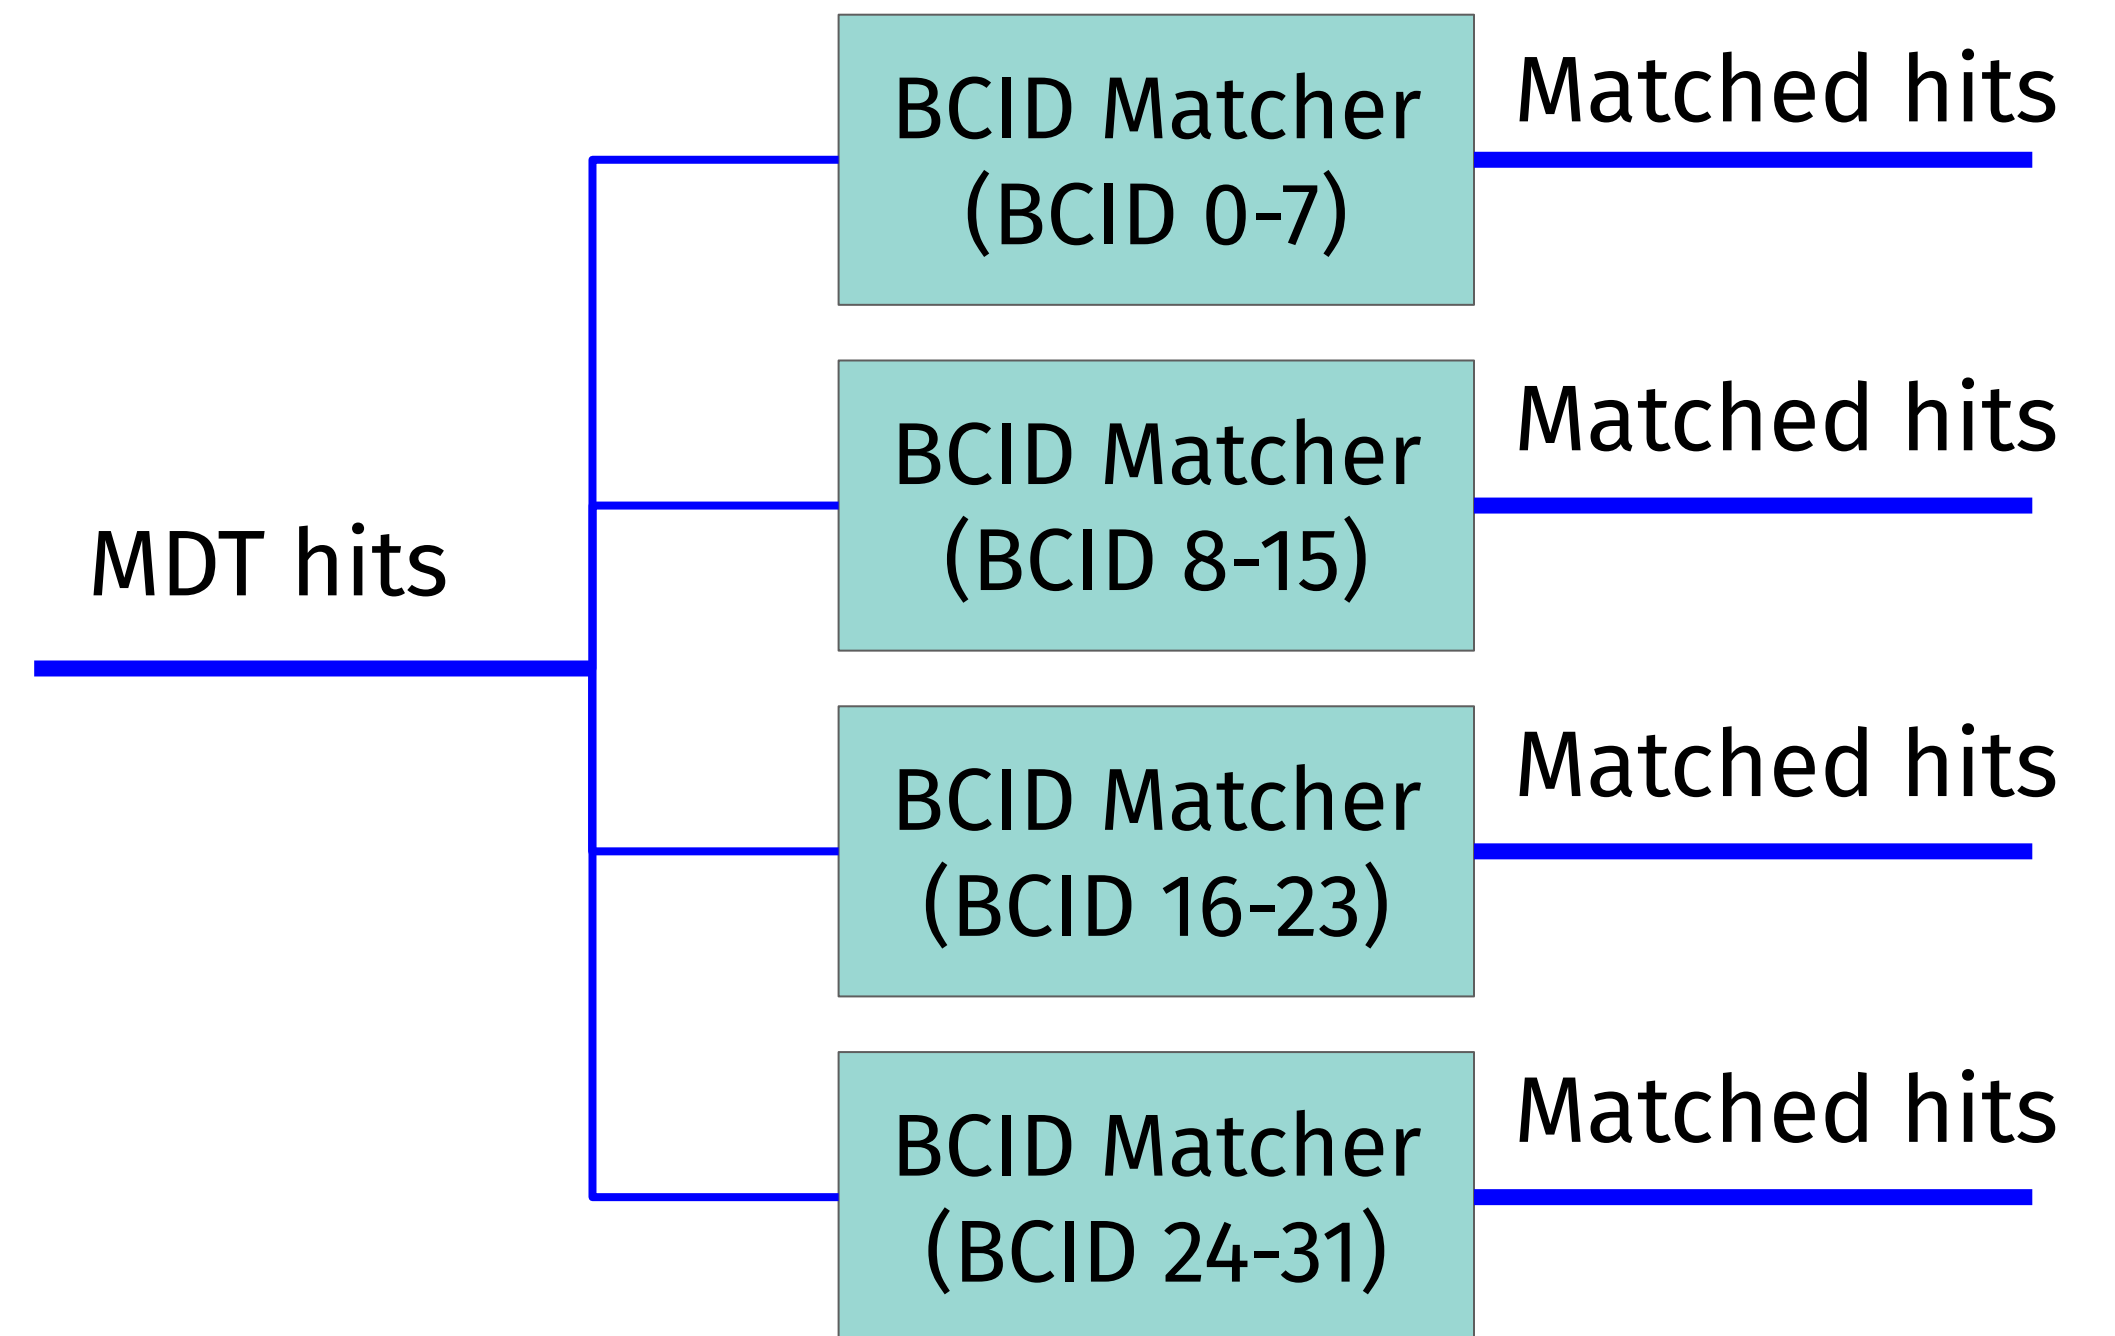 MDT hits
BCID Matcher
(BCID 0-7)
Matched hits
BCID Matcher
(BCID 8-15)
Matched hits
BCID Matcher
(BCID 16-23)
Matched hits
BCID Matcher
(BCID 24-31)
Matched hits